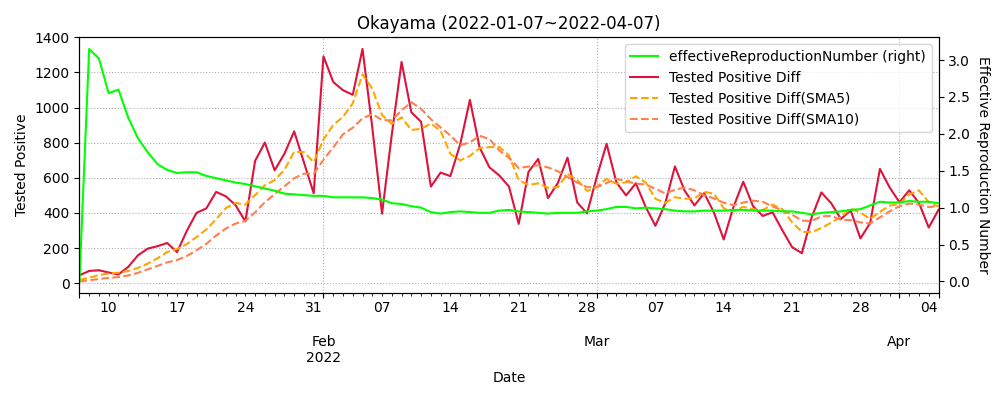 Okayama (2022-01-07~2022-04-07)
1400
1200
1000
800
600
400
200
0
Tested Positive
effectiveReproductionNumber (right)
Tested Positive Diff
Tested Positive Diff(SMA5)
Tested Positive Diff(SMA10)
3.0
2.5
2.0
1.5
1.0
0.5
0.0
Effective Reproduction Number
10 17 24 31 07 14 21 28 07 14 21 28 04
Feb Mar Apr
2022
Date